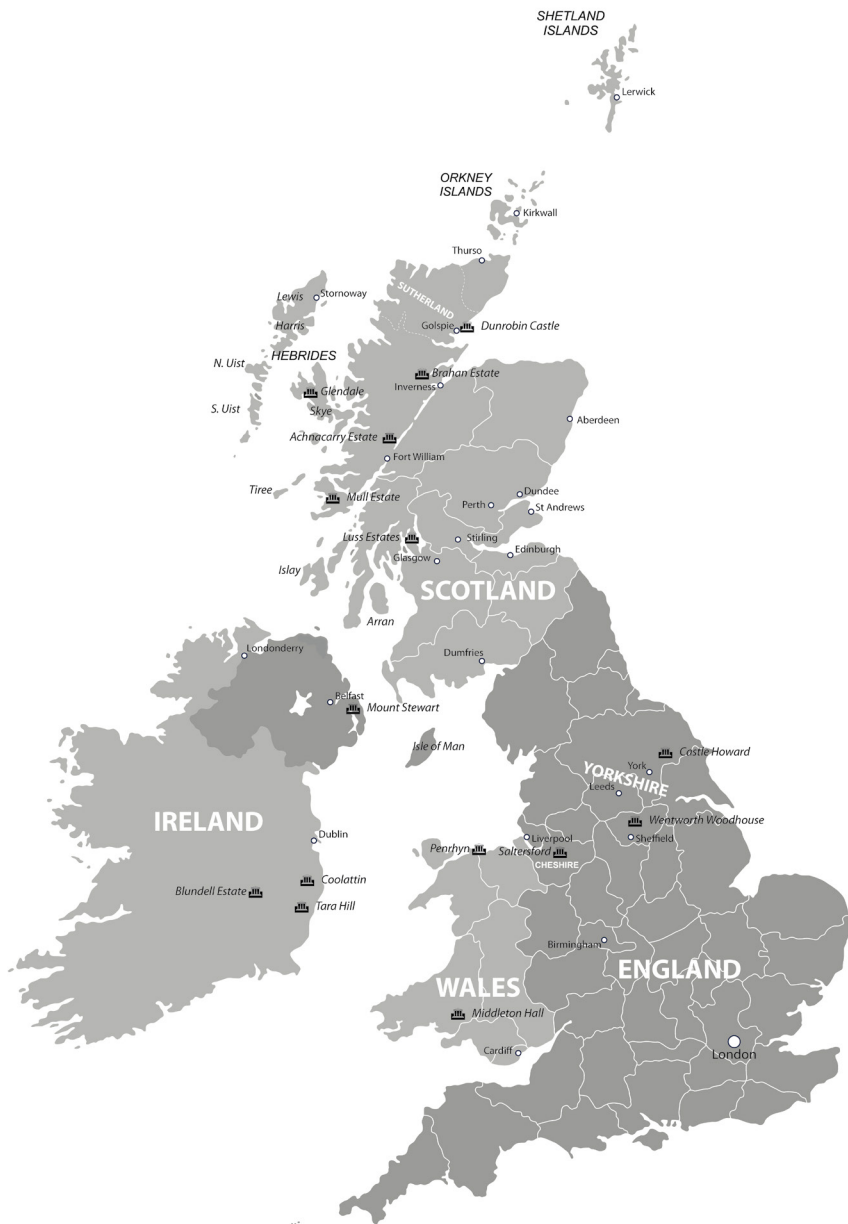 SHETLAND
ISLANDS
Lerwick
ORKNEY
ISLANDS
Kirkwall
Thurso
SUTHERLAND
Lewis
Stornoway
Harris
Golspie
Dunrobin Castle
HEBRIDES
N. Uist
Brahan Estate
Inverness
Glendale
S. Uist
Skye
Aberdeen
Achnacarry Estate
Fort William
Tiree
Mull Estate
Dundee
Perth
St Andrews
Luss Estates
Stirling
Edinburgh
Glasgow
Islay
SCOTLAND
Arran
Londonderry
Dumfries
Belfast
Mount Stewart
Isle of Man
Castle Howard
York
YORKSHIRE
Leeds
IRELAND
Wentworth Woodhouse
Dublin
Liverpool
Sheffield
Penrhyn
Saltersford
CHESHIRE
Coolattin
Blundell Estate
Tara Hill
Birmingham
ENGLAND
WALES
Middleton Hall
Cardiff
London